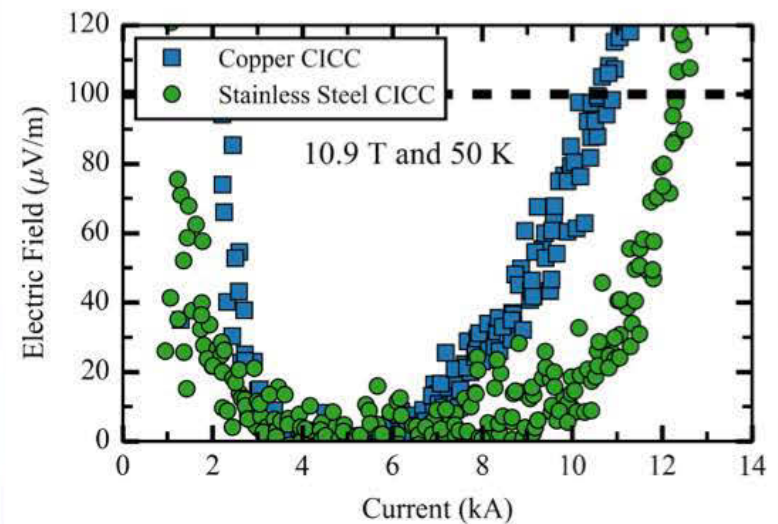 120
100
80
60
40
20
0
Electric Field (μV/m)
Copper CICC
Stainless Steel CICC
10.9 T and 50 K
0 2 4 6 8 10 12 14
Current (kA)